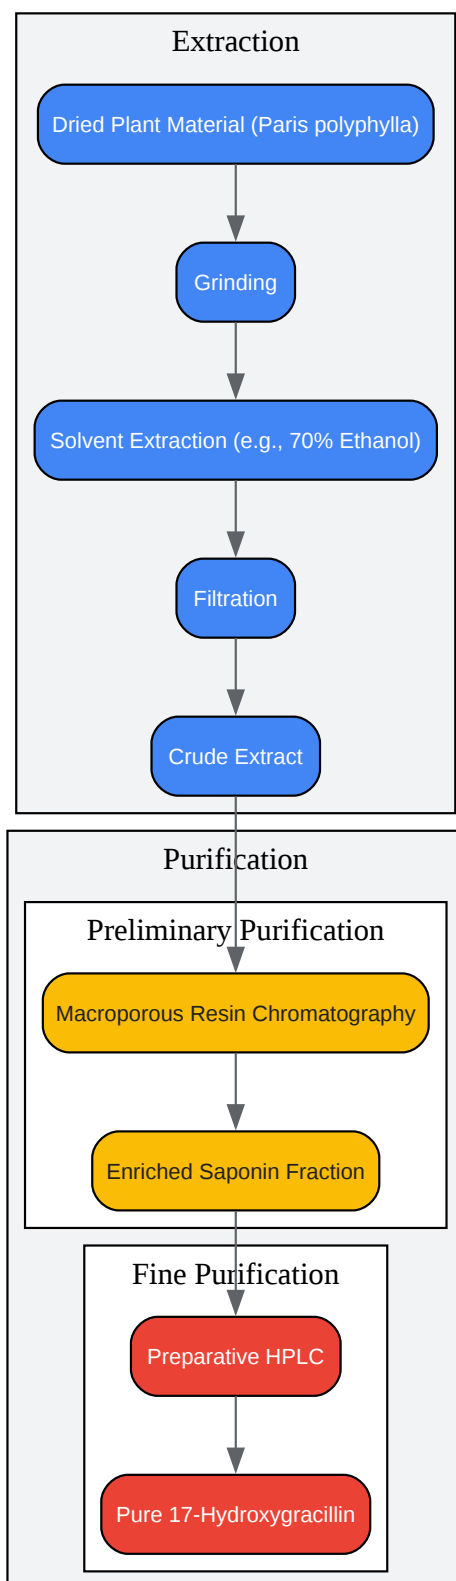 Extraction
Dried Plant Material (Paris polyphylla)
Grinding
Solvent Extraction (e.g., 70% Ethanol)
Filtration
Crude Extract
Purification
Preliminary Purification
Macroporous Resin Chromatography
Enriched Saponin Fraction
Fine Purification
Preparative HPLC
Pure 17-Hydroxygracillin